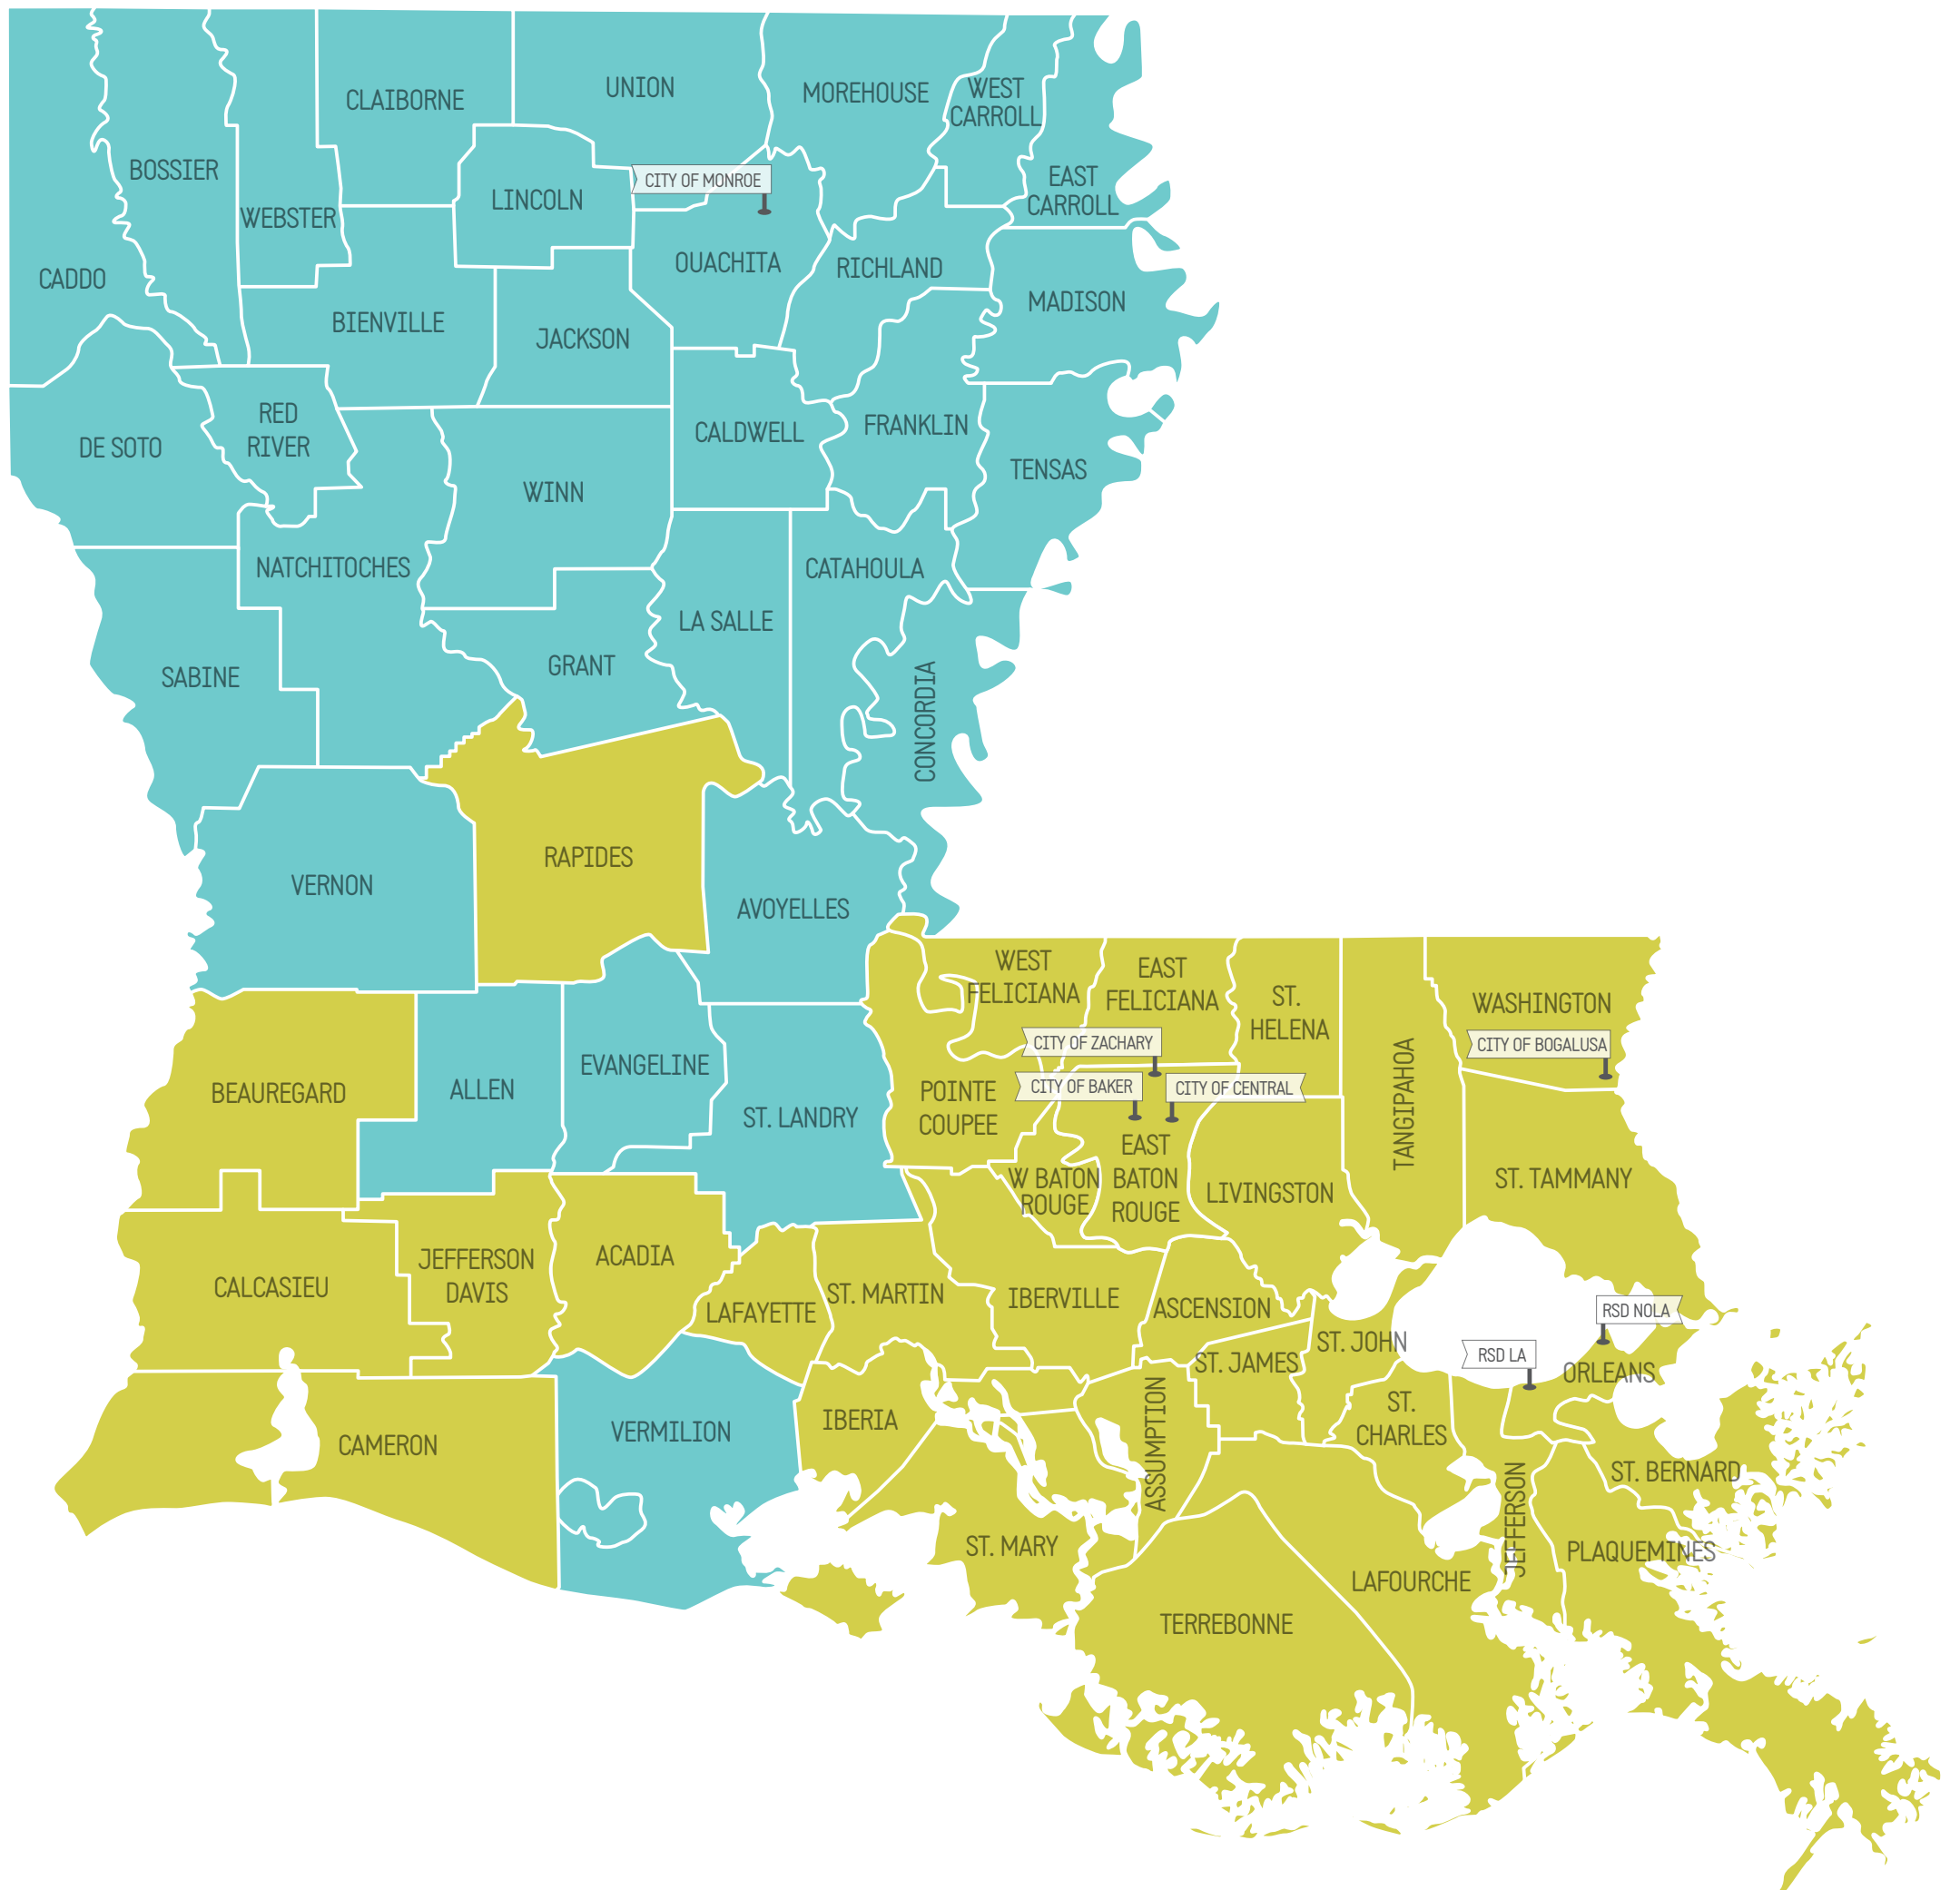 UNION
MOREHOUSE
WEST
CARROLL
CLAIBORNE
BOSSIER
EAST
CARROLL
CITY OF MONROE
LINCOLN
WEBSTER
CADDO
OUACHITA
RICHLAND
MADISON
BIENVILLE
JACKSON
RED
RIVER
DE SOTO
CALDWELL
FRANKLIN
TENSAS
WINN
NATCHITOCHES
CATAHOULA
LA SALLE
GRANT
SABINE
CONCORDIA
RAPIDES
VERNON
AVOYELLES
WEST
FELICIANA
EAST
FELICIANA
ST.
HELENA
WASHINGTON
CITY OF ZACHARY
CITY OF BOGALUSA
EVANGELINE
BEAUREGARD
ALLEN
CITY OF BAKER
CITY OF CENTRAL
TANGIPAHOA
POINTE
COUPEE
ST. LANDRY
EAST
BATON
ROUGE
W BATON
ROUGE
LIVINGSTON
ST. TAMMANY
ACADIA
JEFFERSON
DAVIS
CALCASIEU
LAFAYETTE
ST. MARTIN
IBERVILLE
ASCENSION
RSD NOLA
ST. JOHN
RSD LA
ST. JAMES
ORLEANS
ST.
CHARLES
IBERIA
VERMILION
ASSUMPTION
CAMERON
ST. BERNARD
JEFFERSON
ST. MARY
PLAQUEMINES
LAFOURCHE
TERREBONNE